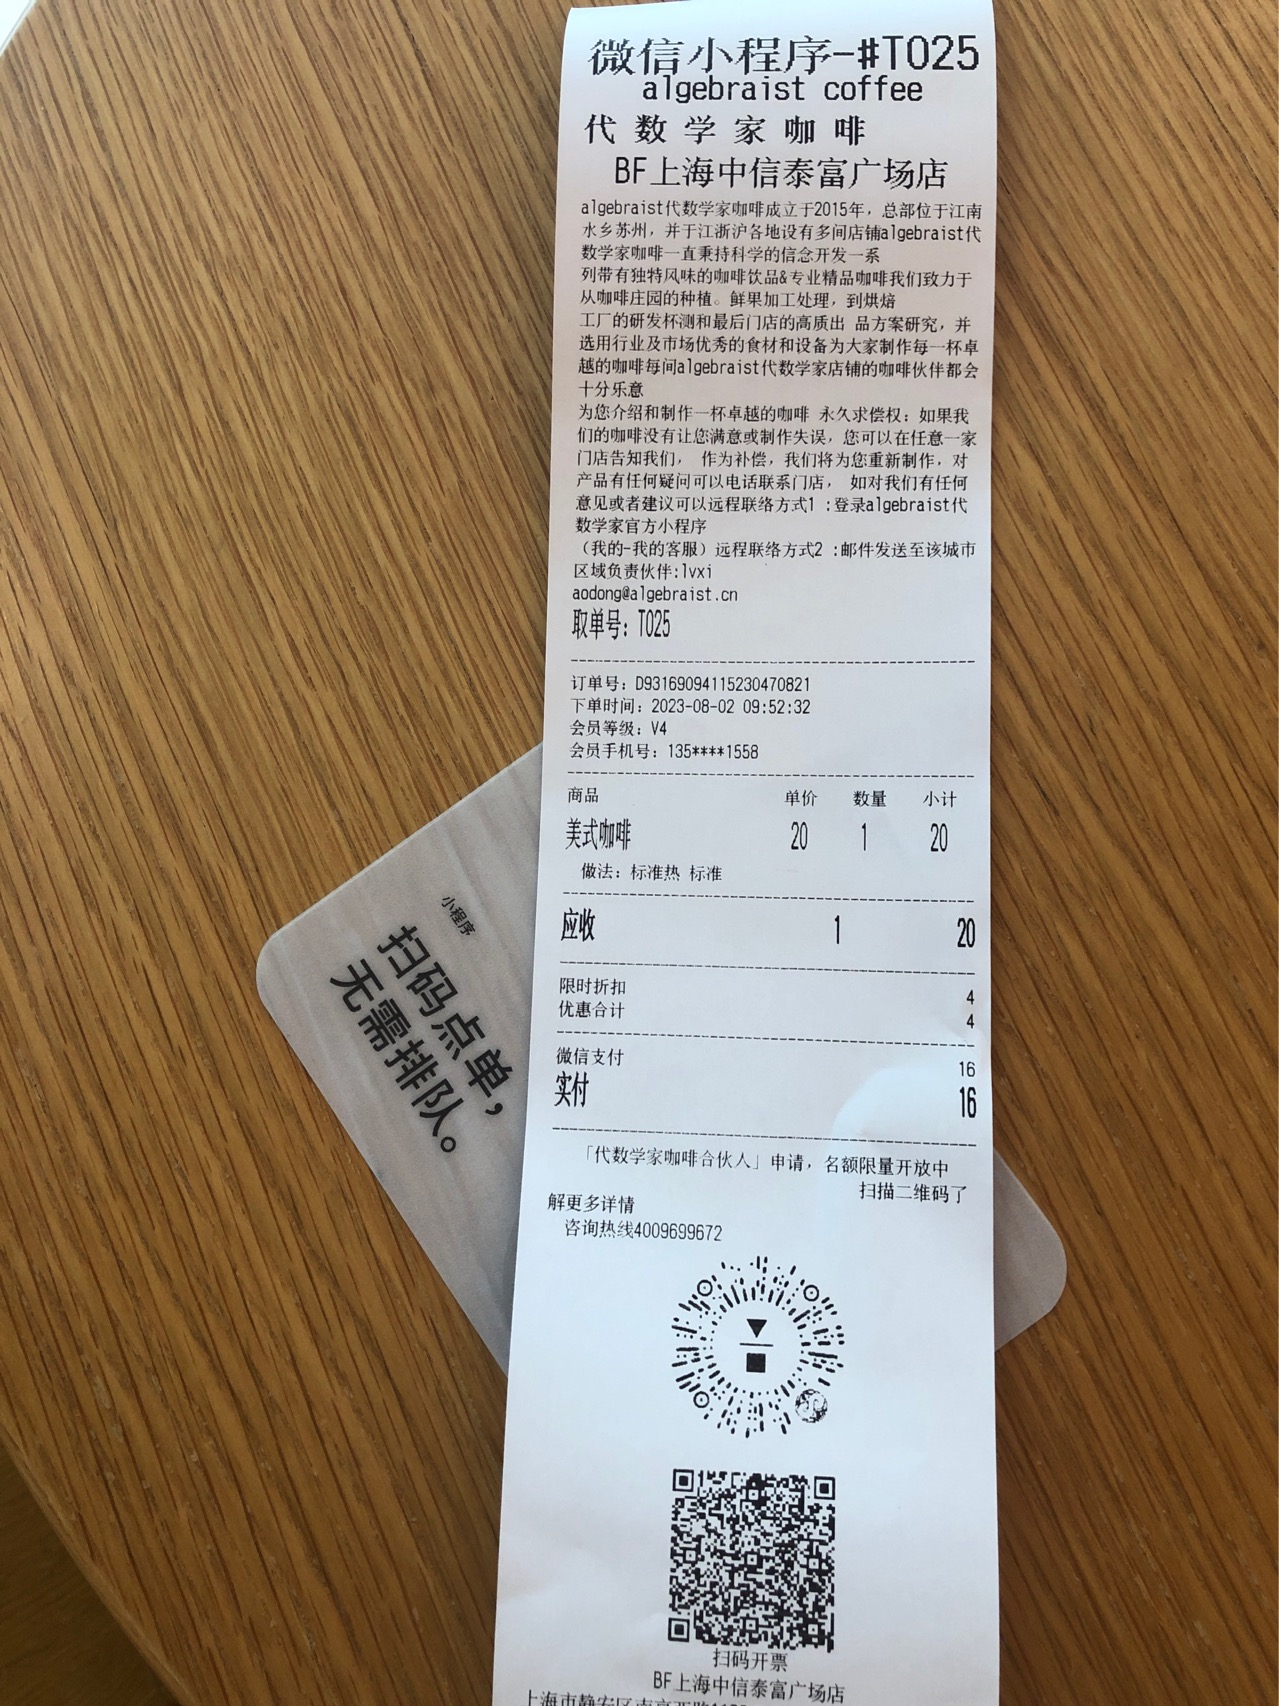 微信小程序-#T025
algebraist coffee
代数学家咖啡
BF上海中信泰富广场店
algebraist代数学家咖啡成立于2015年，总部位于江南
水乡苏州，并于江浙沪各地设有多间店铺algebraist代
数学家咖啡一直秉持科学的信念开发一系
列带有独特风味的咖啡饮品&专业精品咖啡我们致力于
从咖啡庄园的种植。鲜果加工处理，到烘焙
工厂的研发杯测和最后门店的高质出 品方案研究，并
选用行业及市场优秀的食材和设备为大家制作每一杯卓
越的咖啡每间algebraist代数学家店铺的咖啡伙伴都会
十分乐意
为您介绍和制作一杯卓越的咖啡 永久求偿权：如果我
们的咖啡没有让您满意或制作失误，您可以在任意一家
门店告知我们， 作为补偿，我们将为您重新制作，对
产品有任何疑问可以电话联系门店， 如对我们有任何
意见或者建议可以远程联络方式1 :登录algebraist代
数学家官方小程序
（我的-我的客服）远程联络方式2 :邮件发送至该城市
区域负责伙伴:lvxi
aodong@algebraist.cn
取单号：T025
订单号：D93169094115230470821
下单时间：2023-08-02 09:52:32
会员等级：V4
会员手机号：135****1558
商品 单价 数量 小计
美式咖啡 20 1 20
做法：标准热 标准
应收 1 20
限时折扣 4
优惠合计 4
微信支付 16
实付 16
「代数学家咖啡合伙人」申请，名额限量开放中
扫描二维码了
解更多详情
咨询热线4009699672
扫码开票
BF上海中信泰富广场店
上海市静安区南京西路
小程序
扫码点单，
无需排队。